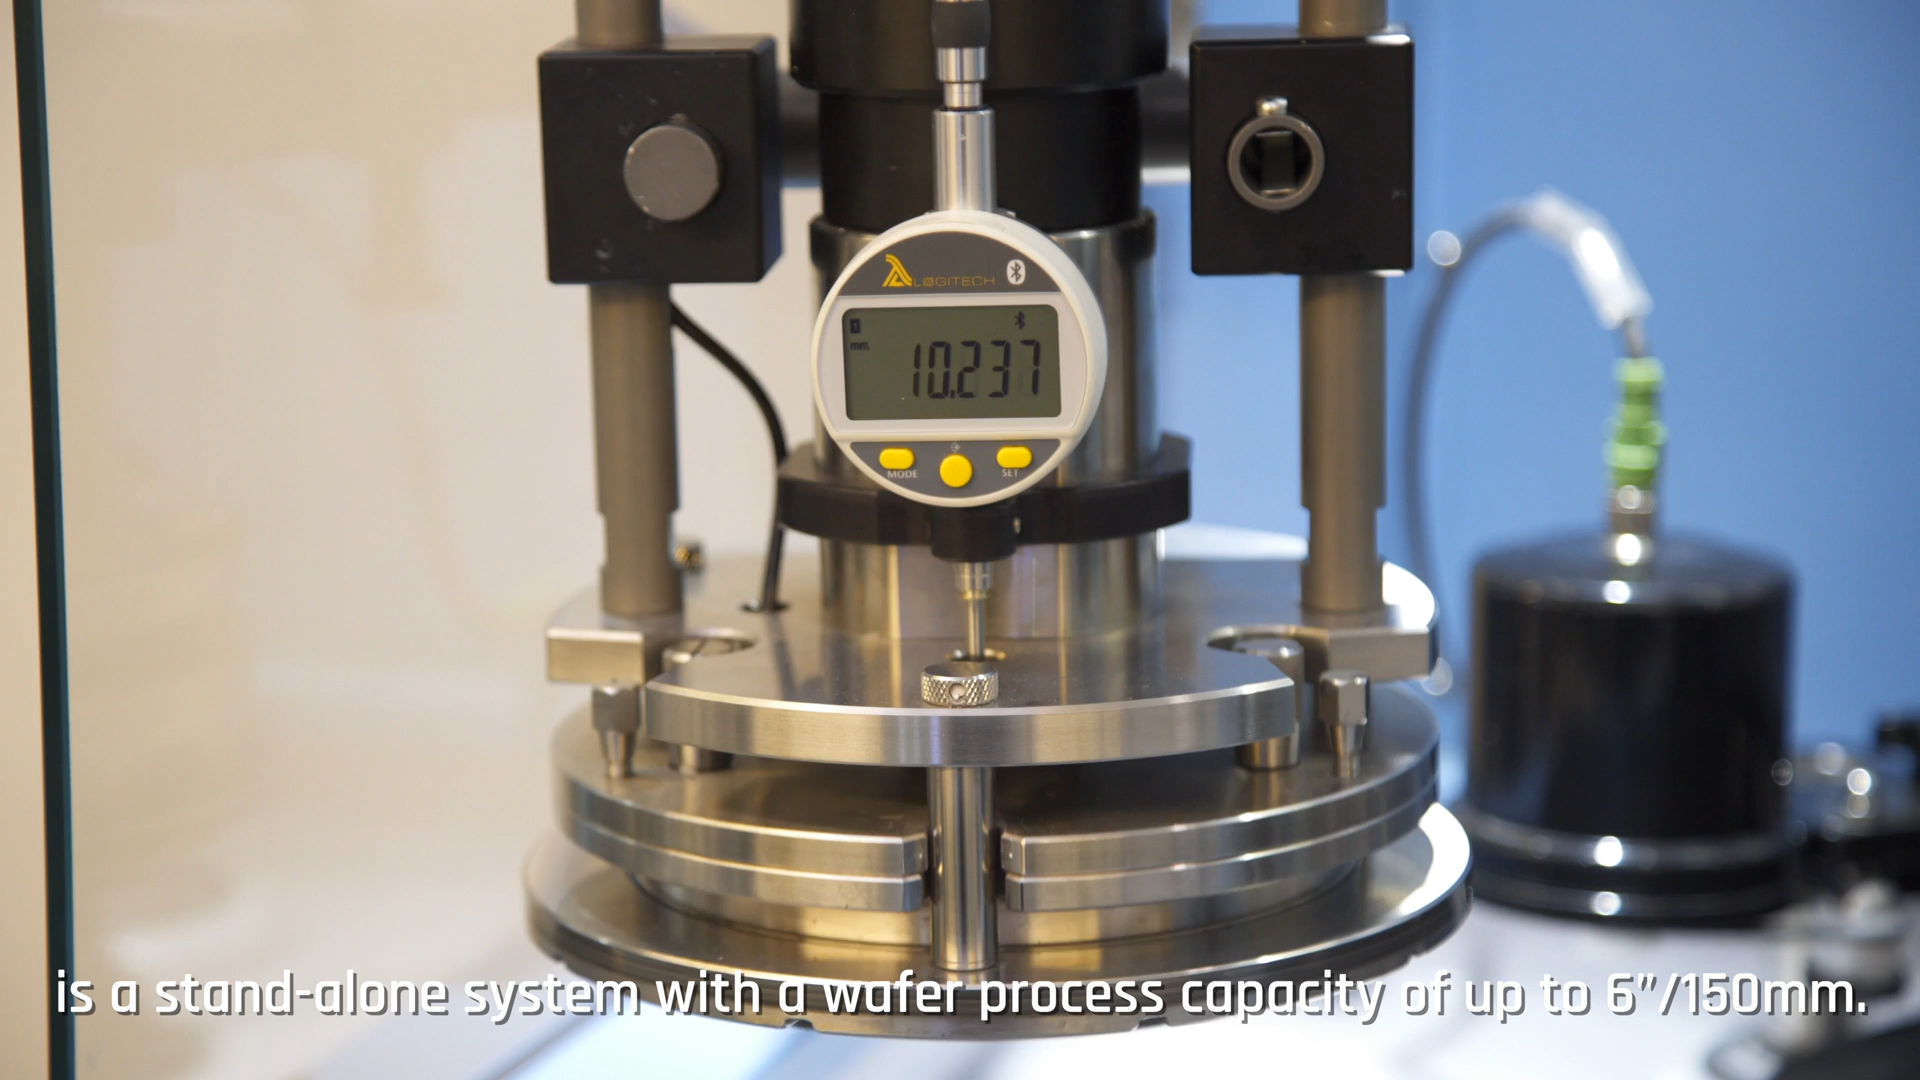 LOGITECH
1
mm
10.237
MODE
SET
is a stand-alone system with a wafer process capacity of up to 6"/150mm.